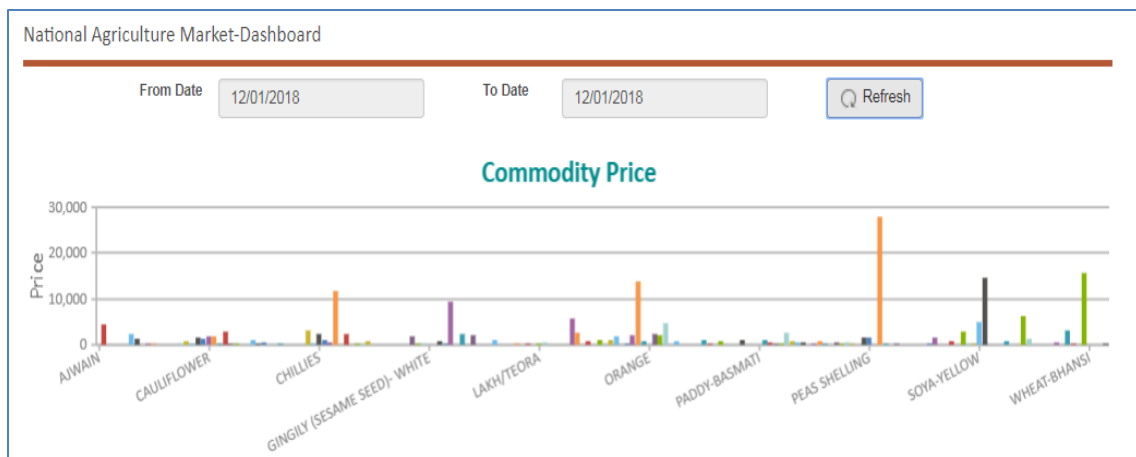 National Agriculture Market-Dashboard
From Date 12/01/2018 To Date 12/01/2018 Refresh
Commodity Price
30,000
20,000
10,000
0
Price
AJWAIN
CAULIFLOWER
CHILLIES
GINGILY (SESAME SEED)- WHITE
LAKH/TEORA
ORANGE
PADDY-BASMATI
PEAS SHELLING
SOYA-YELLOW
WHEAT-BHANSI